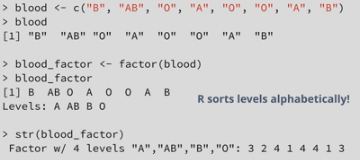 > blood <- c("B", "AB", "O", "A", "O", "O", "A", "B")
> blood
[1] "B"  "AB" "O"  "A"  "O"  "O"  "A"  "B"
> blood_factor <- factor(blood)
> blood_factor
[1] B  AB O  A  O  O  A  B
Levels: A AB B O
R sorts levels alphabetically!
> str(blood_factor)
Factor w/ 4 levels "A","AB","B","O": 3 2 4 1 4 4 1 3